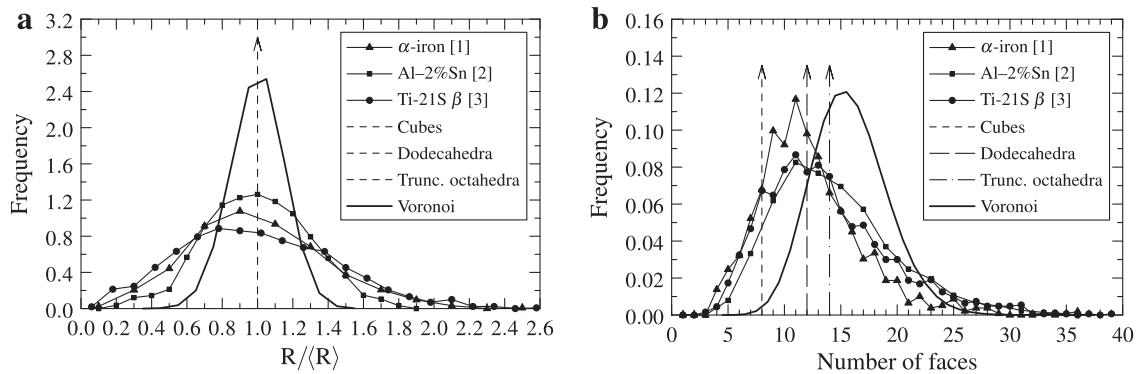 a
3.2
2.8
2.4
2.0
1.6
1.2
0.8
0.4
0.0
Frequency
0.0 0.2 0.4 0.6 0.8 1.0 1.2 1.4 1.6 1.8 2.0 2.2 2.4 2.6
R/⟨R⟩
α-iron [1]
Al–2%Sn [2]
Ti-21S β [3]
Cubes
Dodecahedra
Trunc. octahedra
Voronoi
b
0.16
0.14
0.12
0.10
0.08
0.06
0.04
0.02
0.00
Frequency
0 5 10 15 20 25 30 35 40
Number of faces
α-iron [1]
Al–2%Sn [2]
Ti-21S β [3]
Cubes
Dodecahedra
Trunc. octahedra
Voronoi